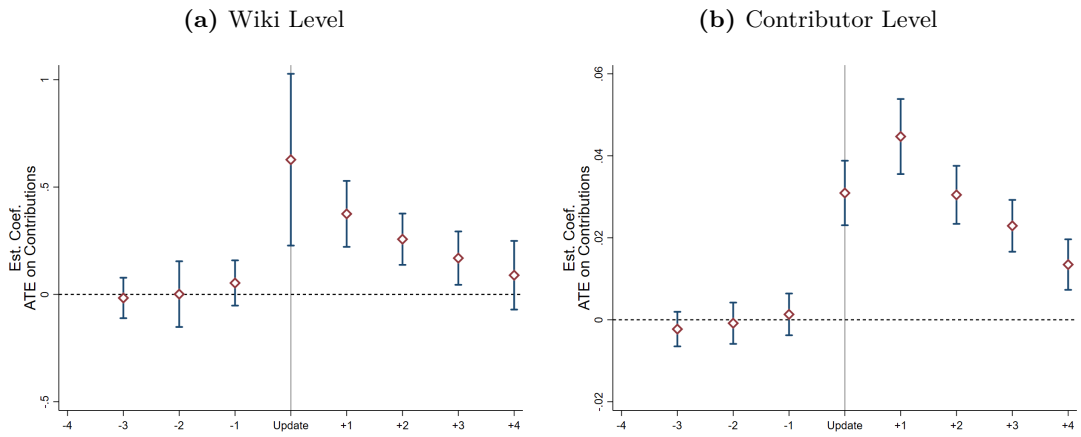 (a) Wiki Level
Est. Coef.
ATE on Contributions
1
.5
0
-.5
-4 -3 -2 -1 Update +1 +2 +3 +4
(b) Contributor Level
Est. Coef.
ATE on Contributions
.06
.04
.02
0
-.02
-4 -3 -2 -1 Update +1 +2 +3 +4